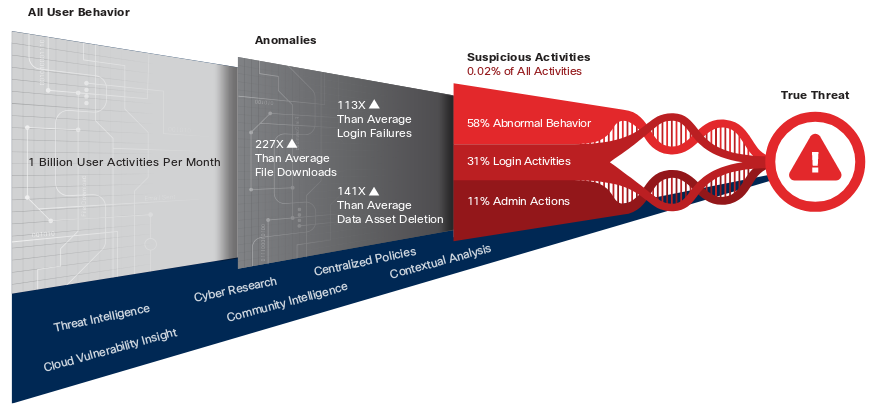 All User Behavior
Anomalies
Suspicious Activities
0.02% of All Activities
True Threat
1 Billion User Activities Per Month
113X ▲
Than Average
Login Failures
227X ▲
Than Average
File Downloads
141X ▲
Than Average
Data Asset Deletion
58% Abnormal Behavior
31% Login Activities
11% Admin Actions
!
Threat Intelligence
Cyber Research
Centralized Policies
Cloud Vulnerability Insight
Community Intelligence
Contextual Analysis